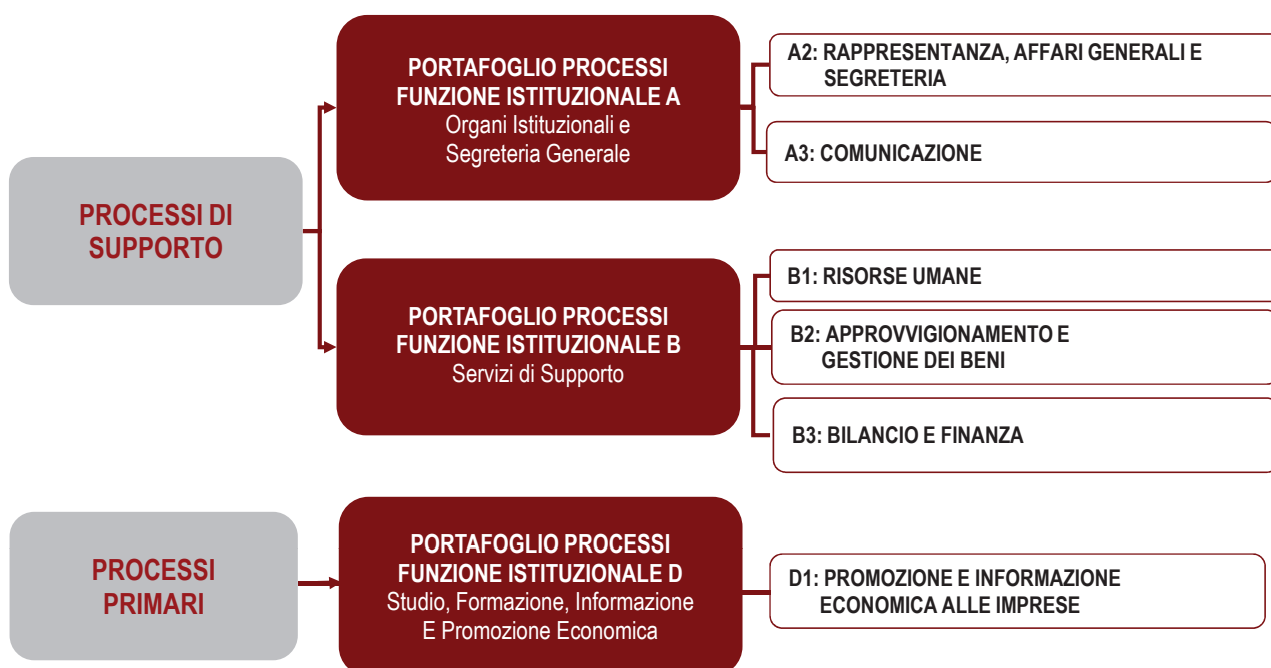 PROCESSI DI
SUPPORTO
PORTAFOGLIO PROCESSI
FUNZIONE ISTITUZIONALE A
Organi Istituzionali e
Segreteria Generale
A2: RAPPRESENTANZA, AFFARI GENERALI E
SEGRETERIA
A3: COMUNICAZIONE
PORTAFOGLIO PROCESSI
FUNZIONE ISTITUZIONALE B
Servizi di Supporto
B1: RISORSE UMANE
B2: APPROVVIGIONAMENTO E
GESTIONE DEI BENI
B3: BILANCIO E FINANZA
PROCESSI
PRIMARI
PORTAFOGLIO PROCESSI
FUNZIONE ISTITUZIONALE D
Studio, Formazione, Informazione
E Promozione Economica
D1: PROMOZIONE E INFORMAZIONE
ECONOMICA ALLE IMPRESE